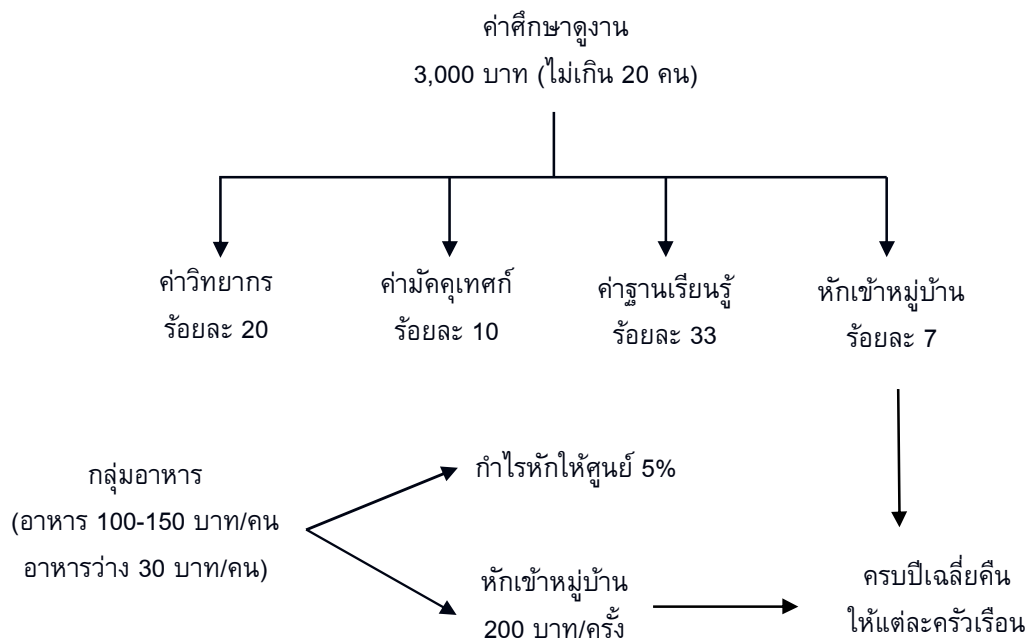 ค่าศึกษาดูงาน
3,000 บาท (ไม่เกิน 20 คน)
ค่าวิทยากร
ร้อยละ 20
ค่ามัคคุเทศก์
ร้อยละ 10
ค่าฐานเรียนรู้
ร้อยละ 33
หักเข้าหมู่บ้าน
ร้อยละ 7
กลุ่มอาหาร
(อาหาร 100-150 บาท/คน
อาหารว่าง 30 บาท/คน)
กำไรหักให้ศูนย์ 5%
หักเข้าหมู่บ้าน
200 บาท/ครั้ง
ครบปีเฉลี่ยคืน
ให้แต่ละครัวเรือน